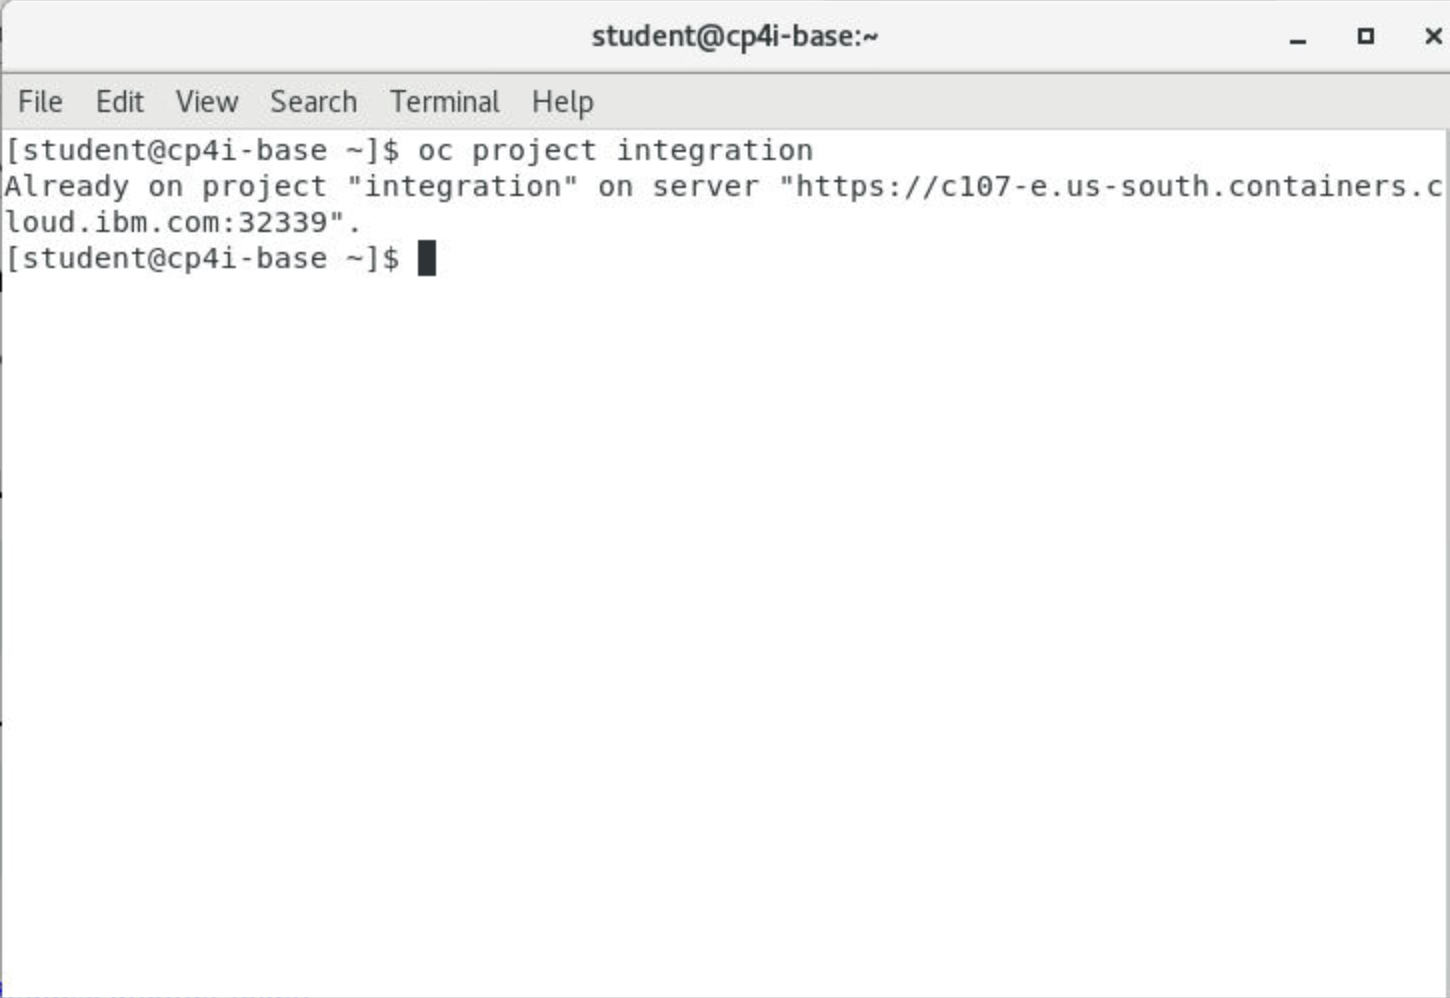 student@cp4i-base:~
File Edit View Search Terminal Help
[student@cp4i-base ~]$ oc project integration
Already on project "integration" on server "https://c107-e.us-south.containers.c
loud.ibm.com:32339".
[student@cp4i-base ~]$